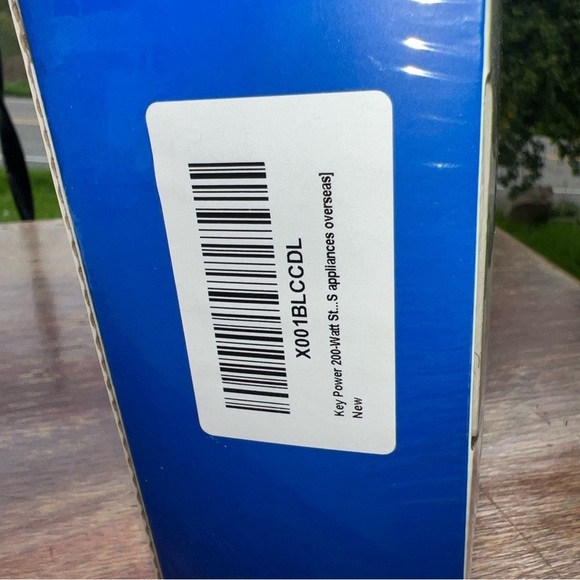 X001BLCCDL
Key Power 200-Watt St...S appliances overseas]
New